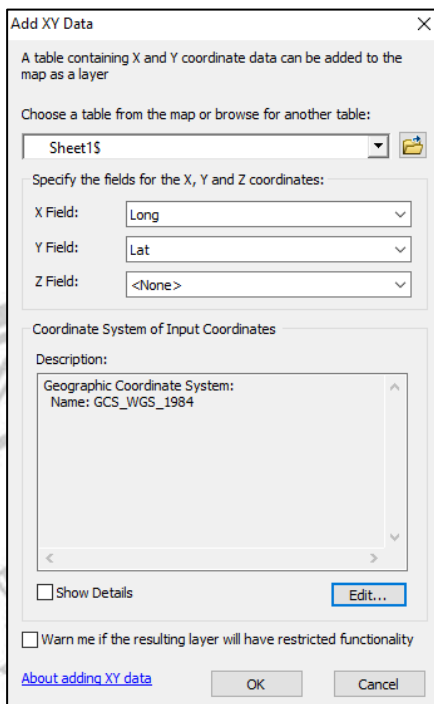 Add XY Data
A table containing X and Y coordinate data can be added to the
map as a layer
Choose a table from the map or browse for another table:
Sheet1$
Specify the fields for the X, Y and Z coordinates:
X Field: Long
Y Field: Lat
Z Field: <None>
Coordinate System of Input Coordinates
Description:
Geographic Coordinate System:
Name: GCS_WGS_1984
Show Details Edit...
Warn me if the resulting layer will have restricted functionality
About adding XY data OK Cancel